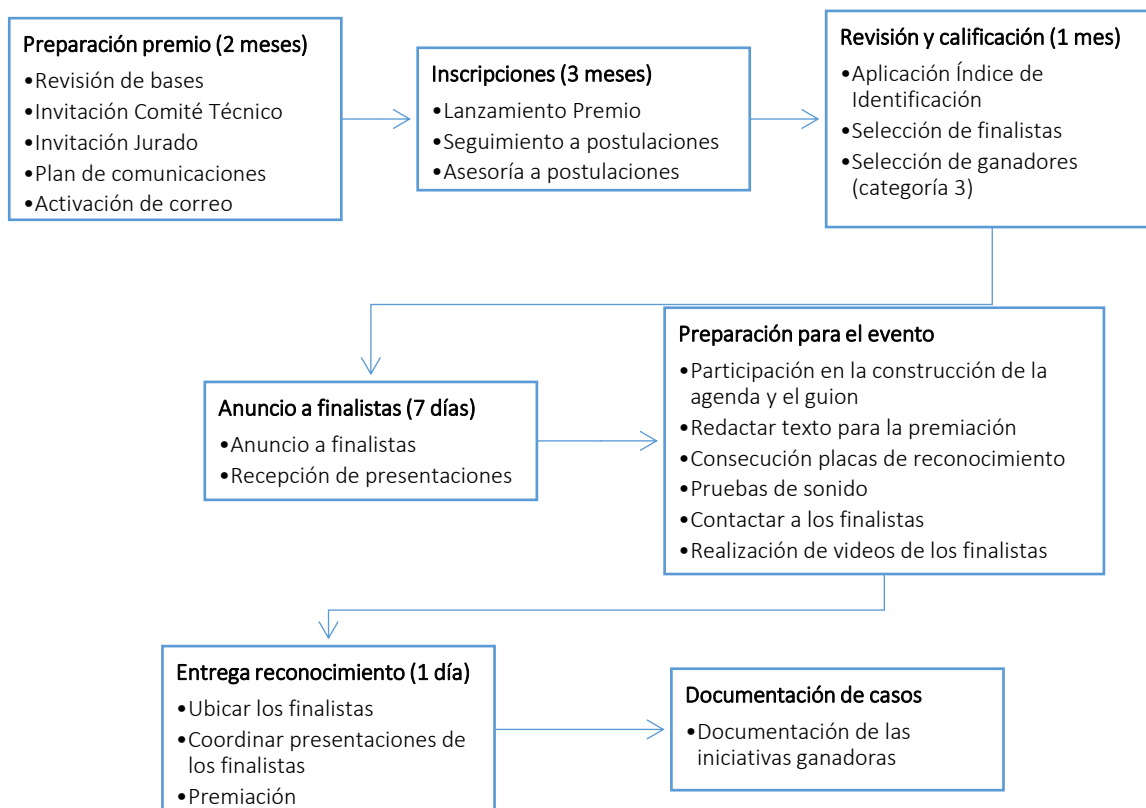 Preparación premio (2 meses)
•Revisión de bases
•Invitación Comité Técnico
•Invitación Jurado
•Plan de comunicaciones
•Activación de correo
Inscripciones (3 meses)
•Lanzamiento Premio
•Seguimiento a postulaciones
•Asesoría a postulaciones
Revisión y calificación (1 mes)
•Aplicación Índice de
Identificación
•Selección de finalistas
•Selección de ganadores
(categoría 3)
Anuncio a finalistas (7 días)
•Anuncio a finalistas
•Recepción de presentaciones
Preparación para el evento
•Participación en la construcción de la
agenda y el guion
•Redactar texto para la premiación
•Consecución placas de reconocimiento
•Pruebas de sonido
•Contactar a los finalistas
•Realización de videos de los finalistas
Entrega reconocimiento (1 día)
•Ubicar los finalistas
•Coordinar presentaciones de
los finalistas
•Premiación
Documentación de casos
•Documentación de las
iniciativas ganadoras